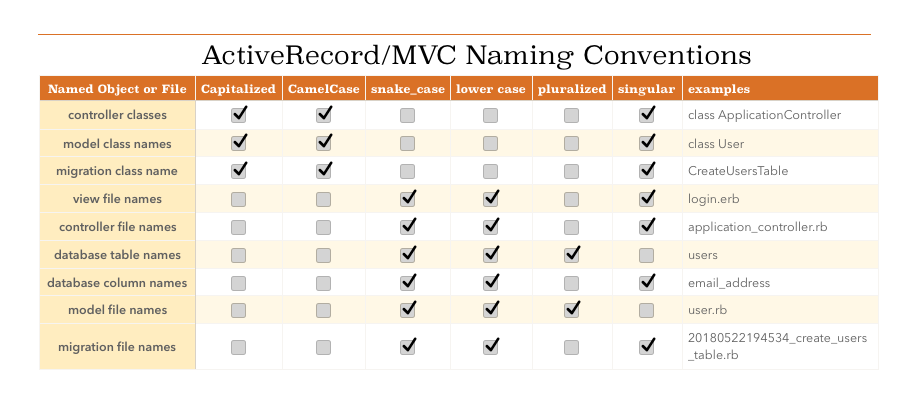 ActiveRecord/MVC Naming Conventions
Named Object or File Capitalized CamelCase snake_case lower case pluralized singular examples
controller classes class ApplicationController
model class names class User
migration class name CreateUsersTable
view file names login.erb
controller file names application_controller.rb
database table names users
database column names email_address
model file names user.rb
migration file names 20180522194534_create_users
_table.rb